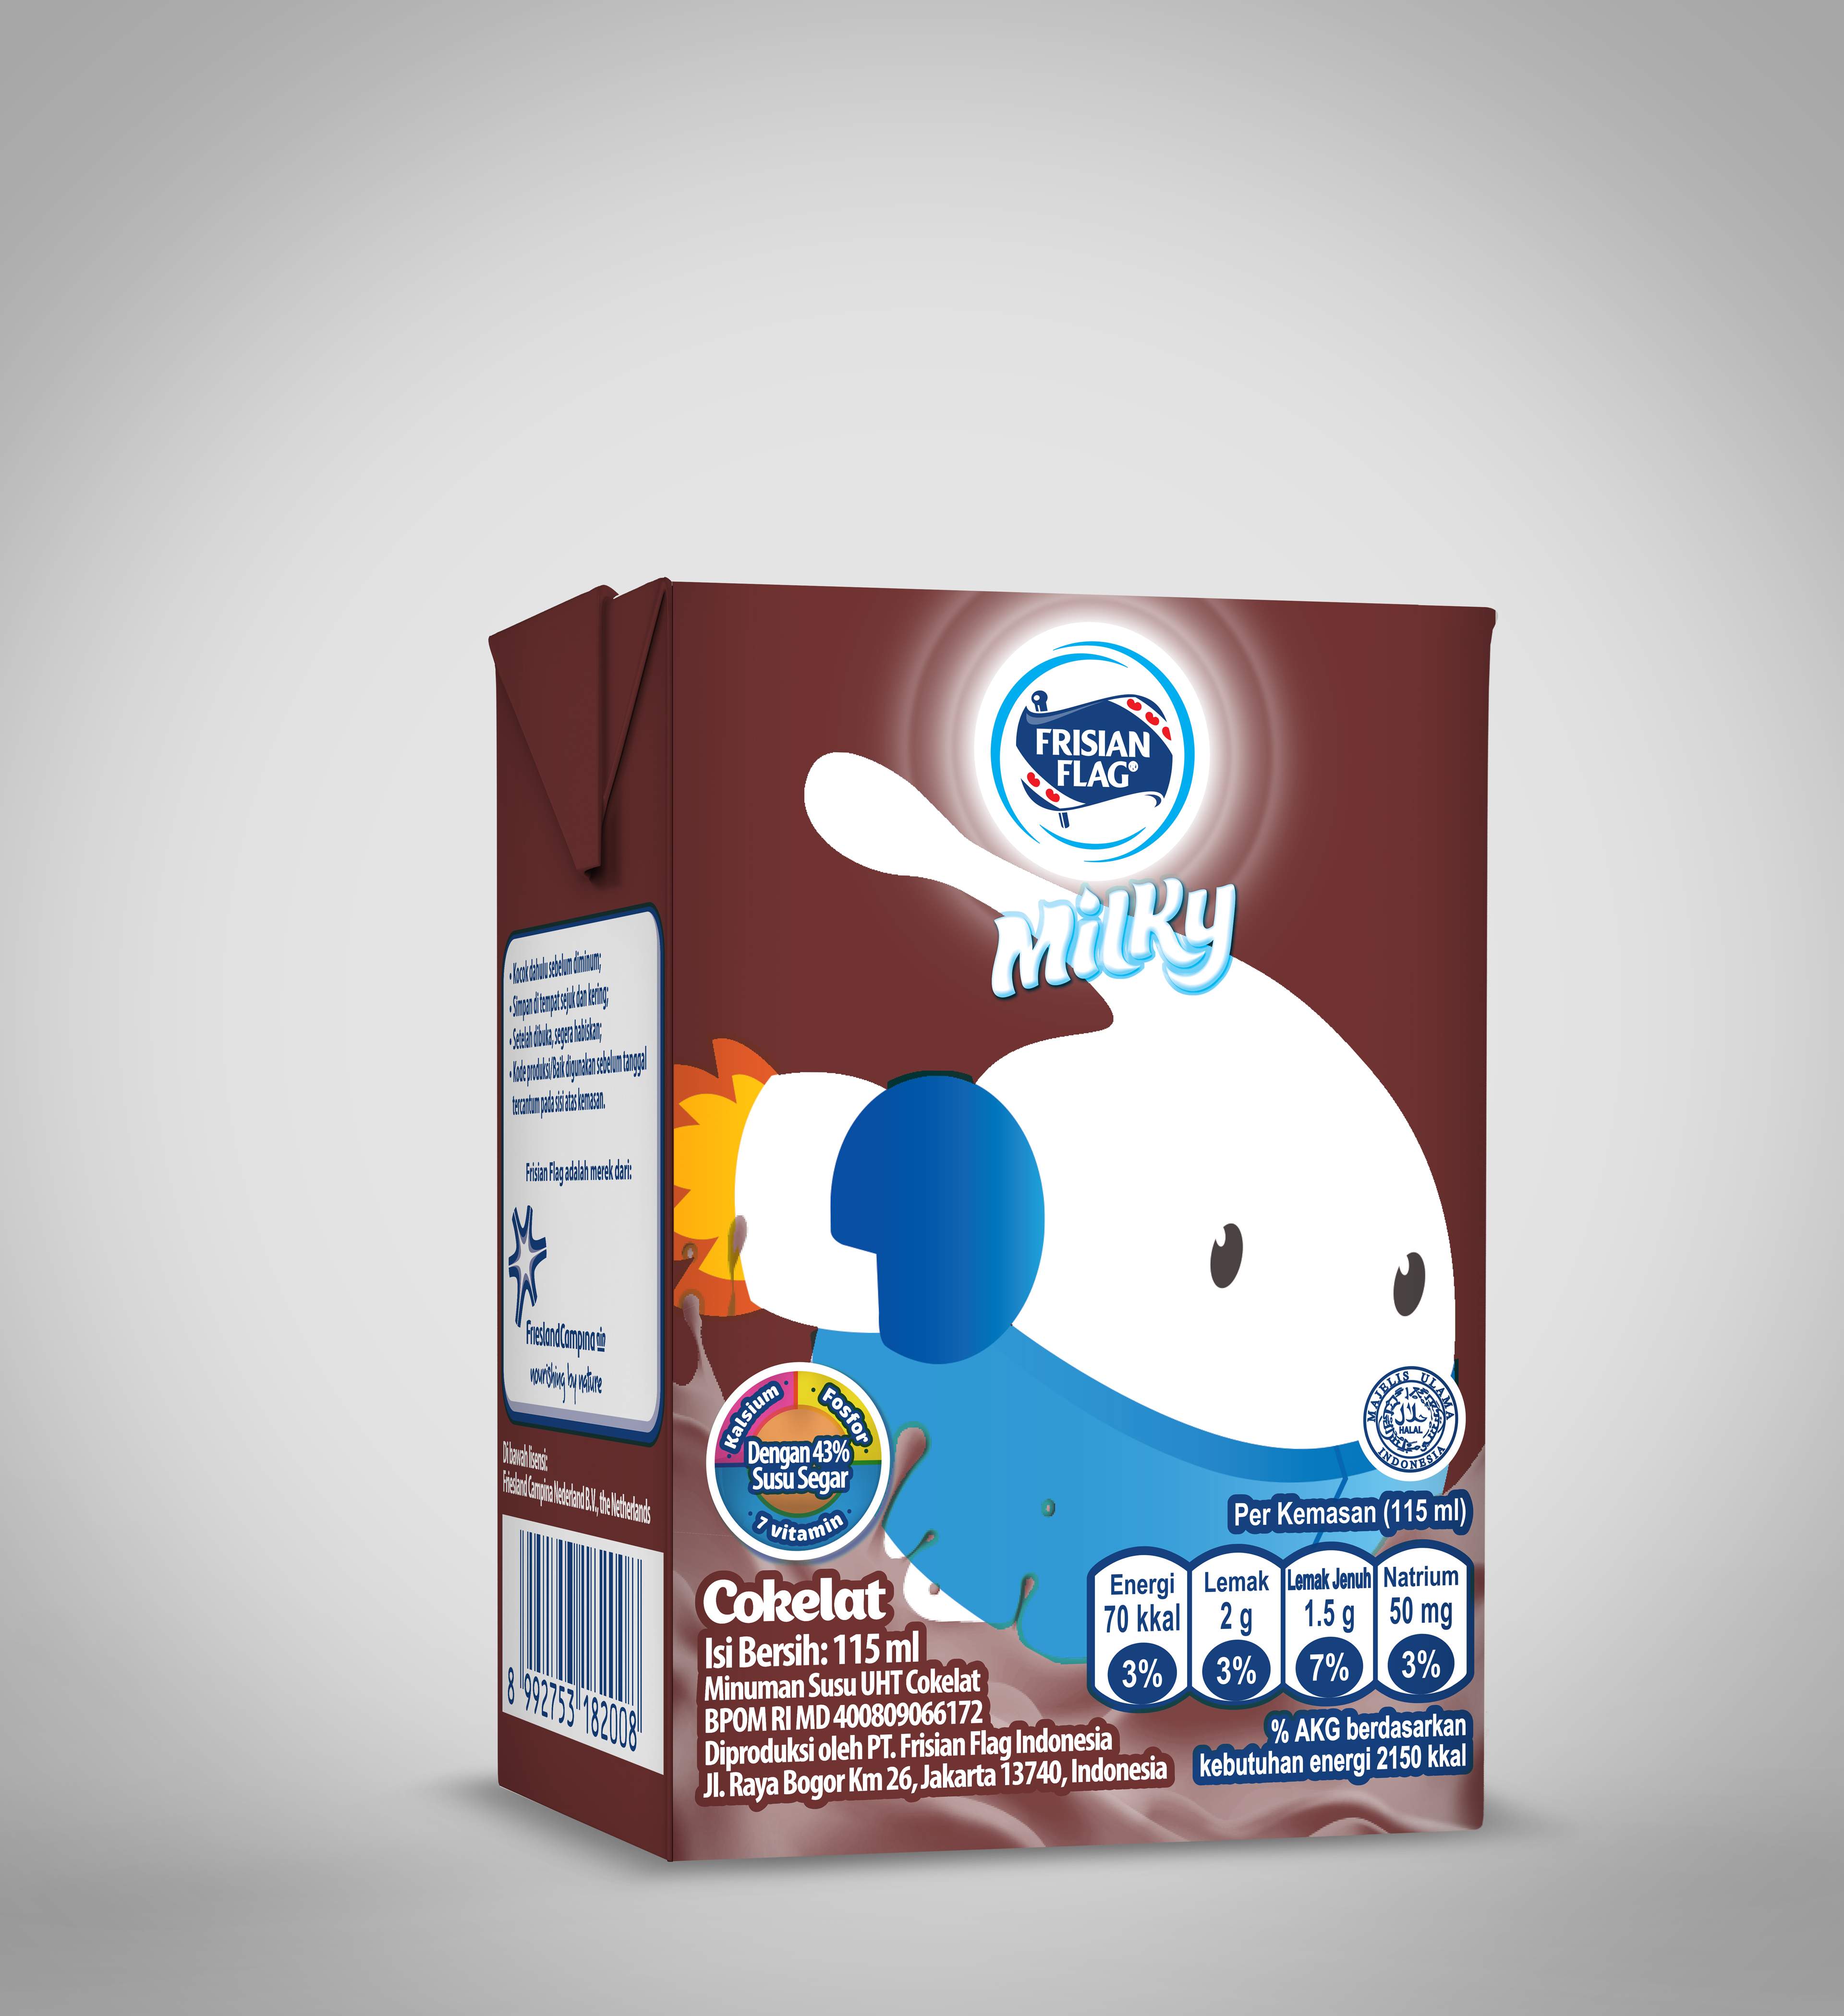 FRISIAN
FLAG®
Milky
• Kocok dahulu sebelum diminum;
• Simpan di tempat sejuk dan kering;
• Setelah dibuka, segera habiskan;
• Kode produksi/Baik digunakan sebelum tanggal
tercantum pada sisi atas kemasan.
Frisian Flag adalah merek dari:
FrieslandCampina
nourishing by nature
Di bawah lisensi:
Friesland Campina Nederland B.V., the Netherlands
8 992753 182008
Kalsium
Fosfor
Dengan 43%
Susu Segar
7 vitamin
Cokelat
Isi Bersih: 115 ml
Minuman Susu UHT Cokelat
BPOM RI MD 400809066172
Diproduksi oleh PT. Frisian Flag Indonesia
Jl. Raya Bogor Km 26, Jakarta 13740, Indonesia
MAJELIS ULAMA
حلال
HALAL
INDONESIA
Per Kemasan (115 ml)
Energi
70 kkal
3%
Lemak
2 g
3%
Lemak Jenuh
1.5 g
7%
Natrium
50 mg
3%
% AKG berdasarkan
kebutuhan energi 2150 kkal